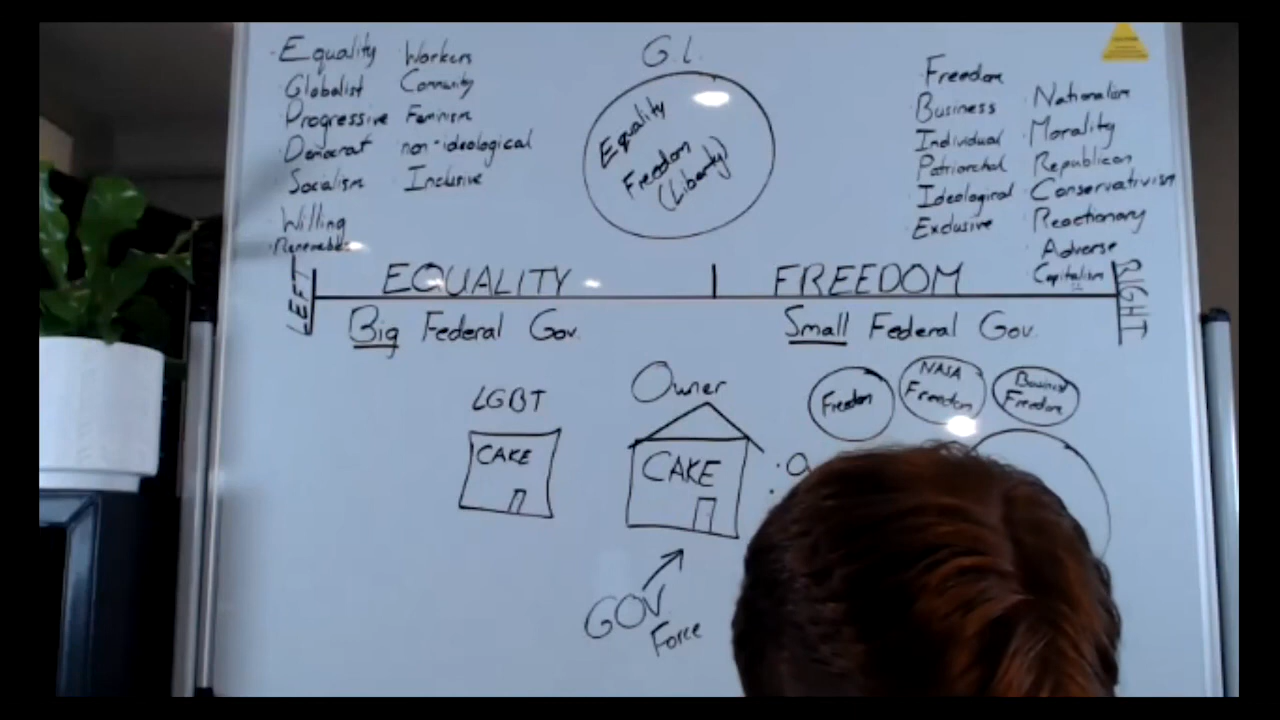 G.L.
· Equality
Globalist
Progressive
Democrat
Socialism
Willing
· Renewable
Workers
Community
Feminism
non-ideological
Inclusive
Equality
Freedom
(Liberty)
Freedom
· Business
· Individual
Patriarchal
· Ideological
Exclusive
· Nationalism
· Morality
Republican
· Conservativism
Reactionary
· Adverse
· Capitalism
LEFT
EQUALITY
FREEDOM
RIGHT
Big Federal Gov.
Small Federal Gov.
LGBT
CAKE
Owner
CAKE
GOV
Force
Freedom
NASA
Freedom
Business
Freedom